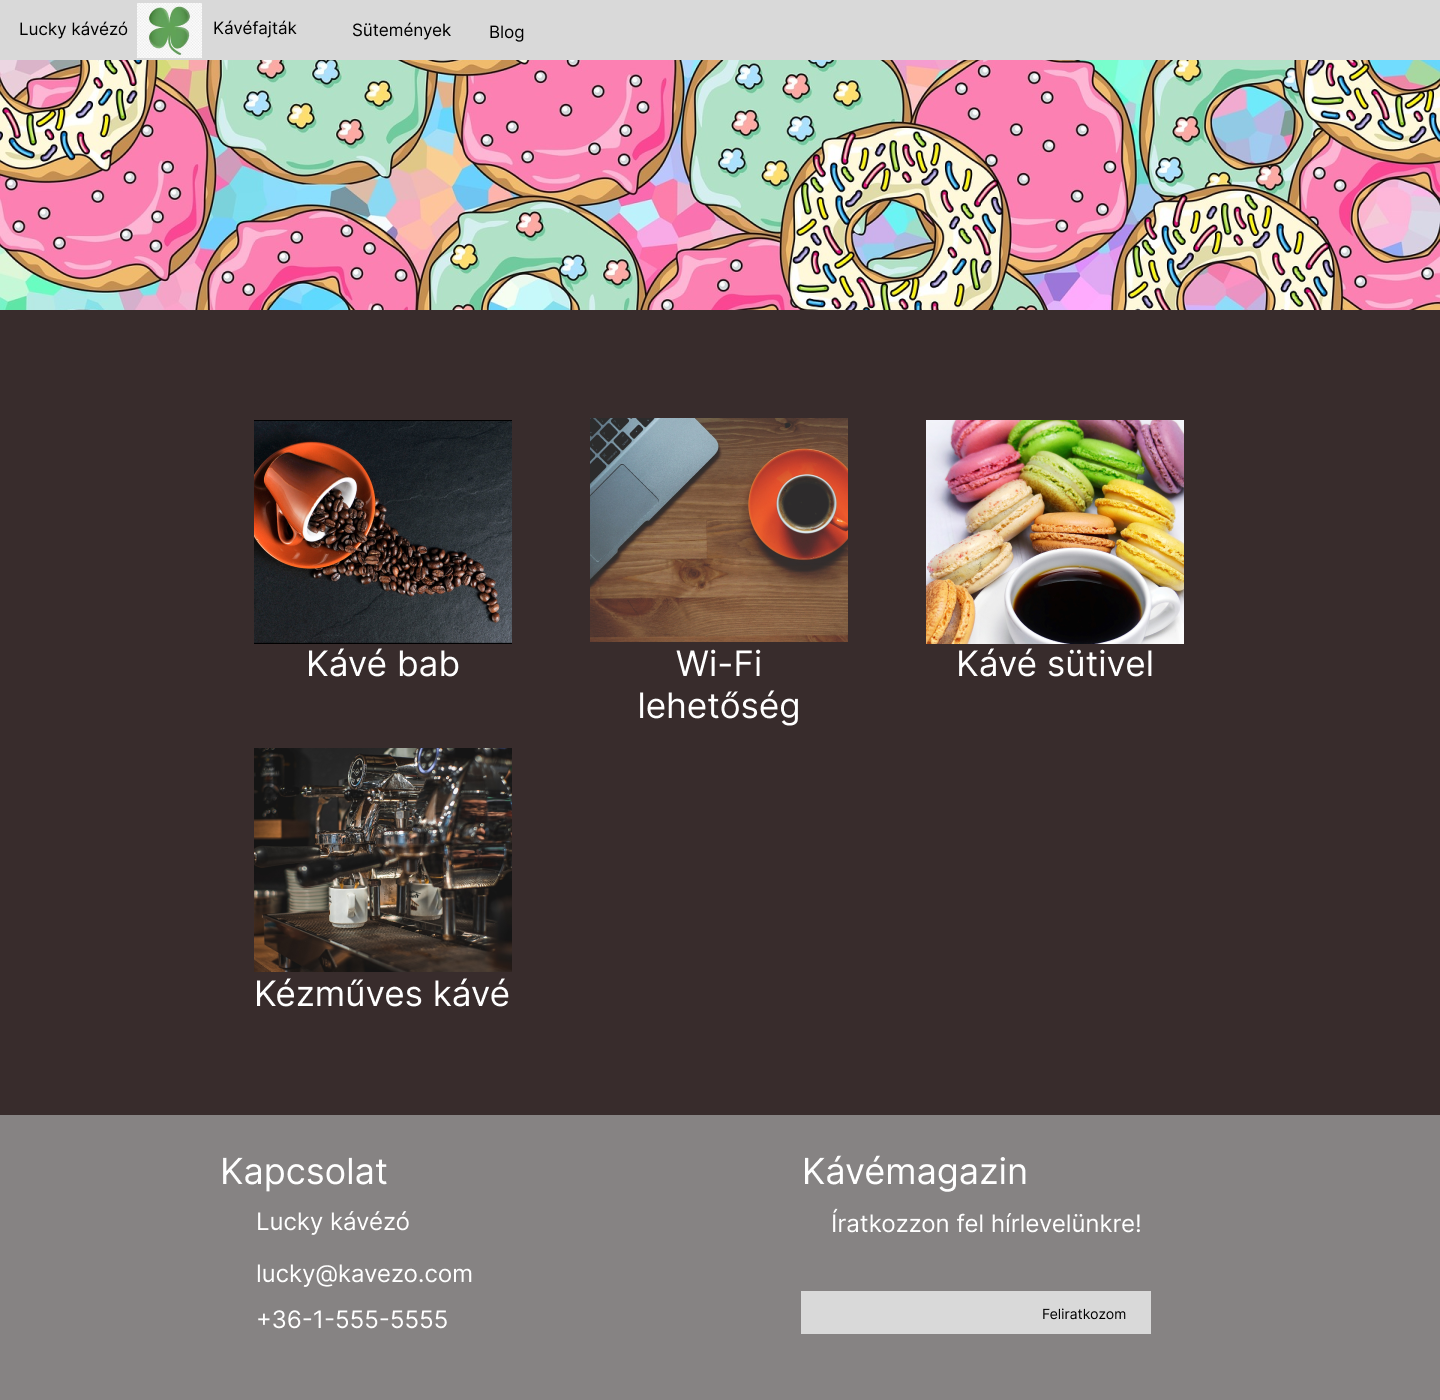 Lucky kávézó
Kávéfajták
Sütemények
Blog
Kávé bab
Wi-Fi
lehetőség
Kávé sütivel
Kézműves kávé
Kapcsolat
Lucky kávézó
lucky@kavezo.com
+36-1-555-5555
Kávémagazin
Íratkozzon fel hírlevelünkre!
Feliratkozom